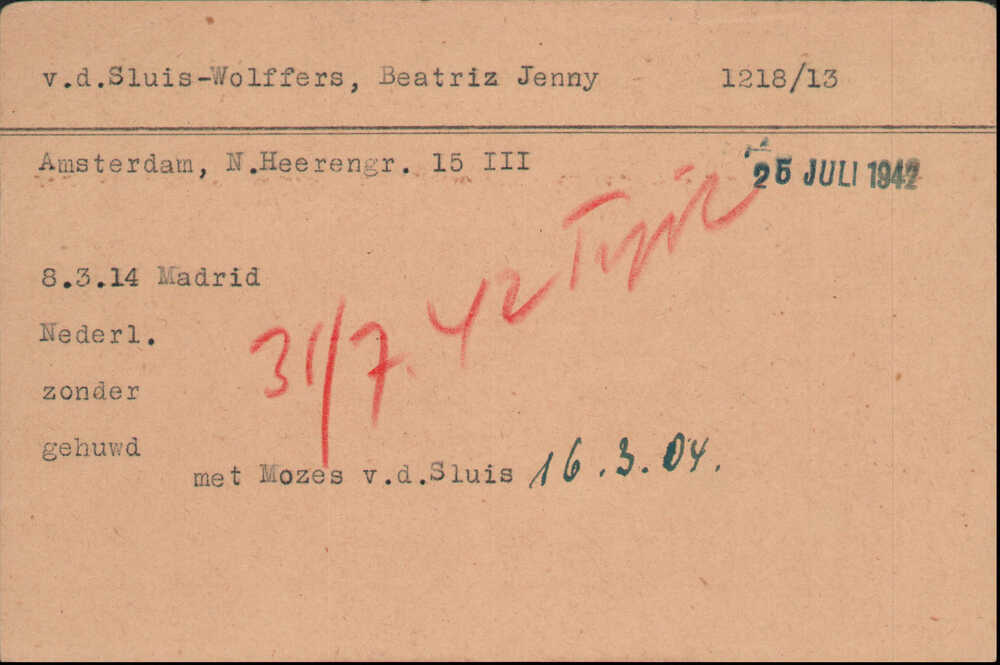 v.d.Sluis-Wolffers, Beatriz Jenny 1218/13
Amsterdam, N.Heerengr. 15 III
25 JULI 1942
8.3.14 Madrid
Nederl.
31/7.42
zonder
gehuwd
met Mozes v.d.Sluis 16.3.04.